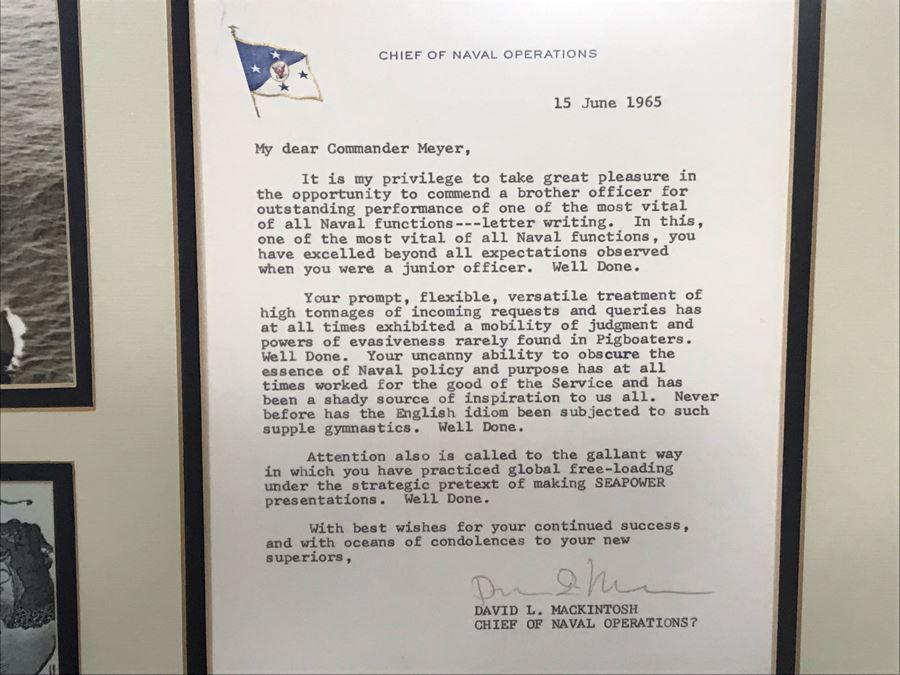 CHIEF OF NAVAL OPERATIONS
15 June 1965
My dear Commander Meyer,
It is my privilege to take great pleasure in
the opportunity to commend a brother officer for
outstanding performance of one of the most vital
of all Naval functions---letter writing. In this,
one of the most vital of all Naval functions, you
have excelled beyond all expectations observed
when you were a junior officer. Well Done.
Your prompt, flexible, versatile treatment of
high tonnages of incoming requests and queries has
at all times exhibited a mobility of judgment and
powers of evasiveness rarely found in Pigboaters.
Well Done. Your uncanny ability to obscure the
essence of Naval policy and purpose has at all
times worked for the good of the Service and has
been a shady source of inspiration to us all. Never
before has the English idiom been subjected to such
supple gymnastics. Well Done.
Attention also is called to the gallant way
in which you have practiced global free-loading
under the strategic pretext of making SEAPOWER
presentations. Well Done.
With best wishes for your continued success,
and with oceans of condolences to your new
superiors,
DAVID L. MACKINTOSH
CHIEF OF NAVAL OPERATIONS?